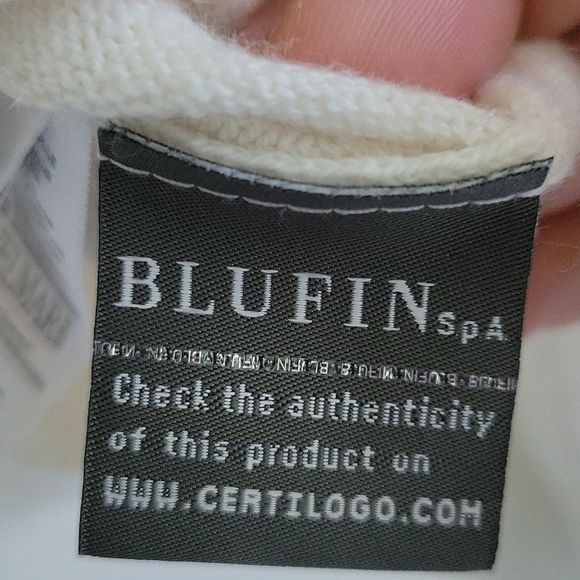 BLUFIN SpA
Check the authenticity
of this product on
WWW.CERTILOGO.COM